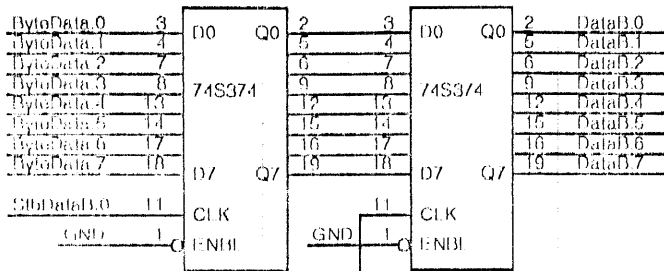 ByteData.0 3 D0 Q0 2 3 D0 Q0 2 DataB.0
ByteData.1 4 5 4 5 DataB.1
ByteData.2 7 6 7 6 DataB.2
ByteData.3 8 74S374 9 8 74S374 9 DataB.3
ByteData.4 13 12 13 12 DataB.4
ByteData.5 14 15 14 15 DataB.5
ByteData.6 17 16 17 16 DataB.6
ByteData.7 18 D7 Q7 19 18 D7 Q7 19 DataB.7
StbDataB.0 11 CLK 11 CLK
GND 1 ENBL GND 1 ENBL